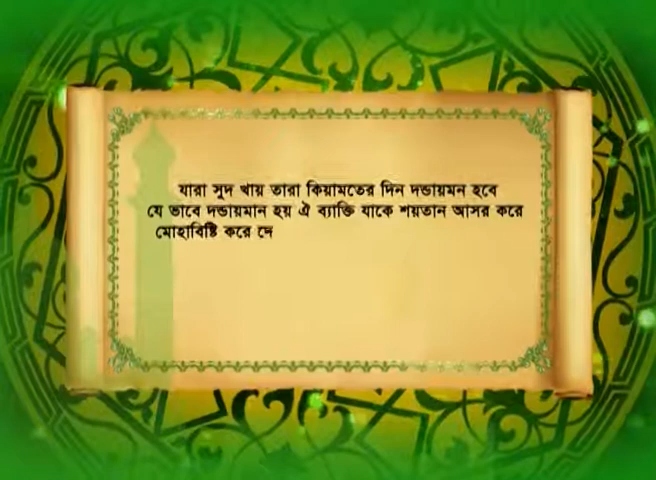 যারা সুদ খায় তারা কিয়ামতের দিন দন্ডায়মন হবে
যে ভাবে দন্ডায়মান হয় ঐ ব্যাক্তি যাকে শয়তান আসর করে
মোহাবিষ্টি করে দে